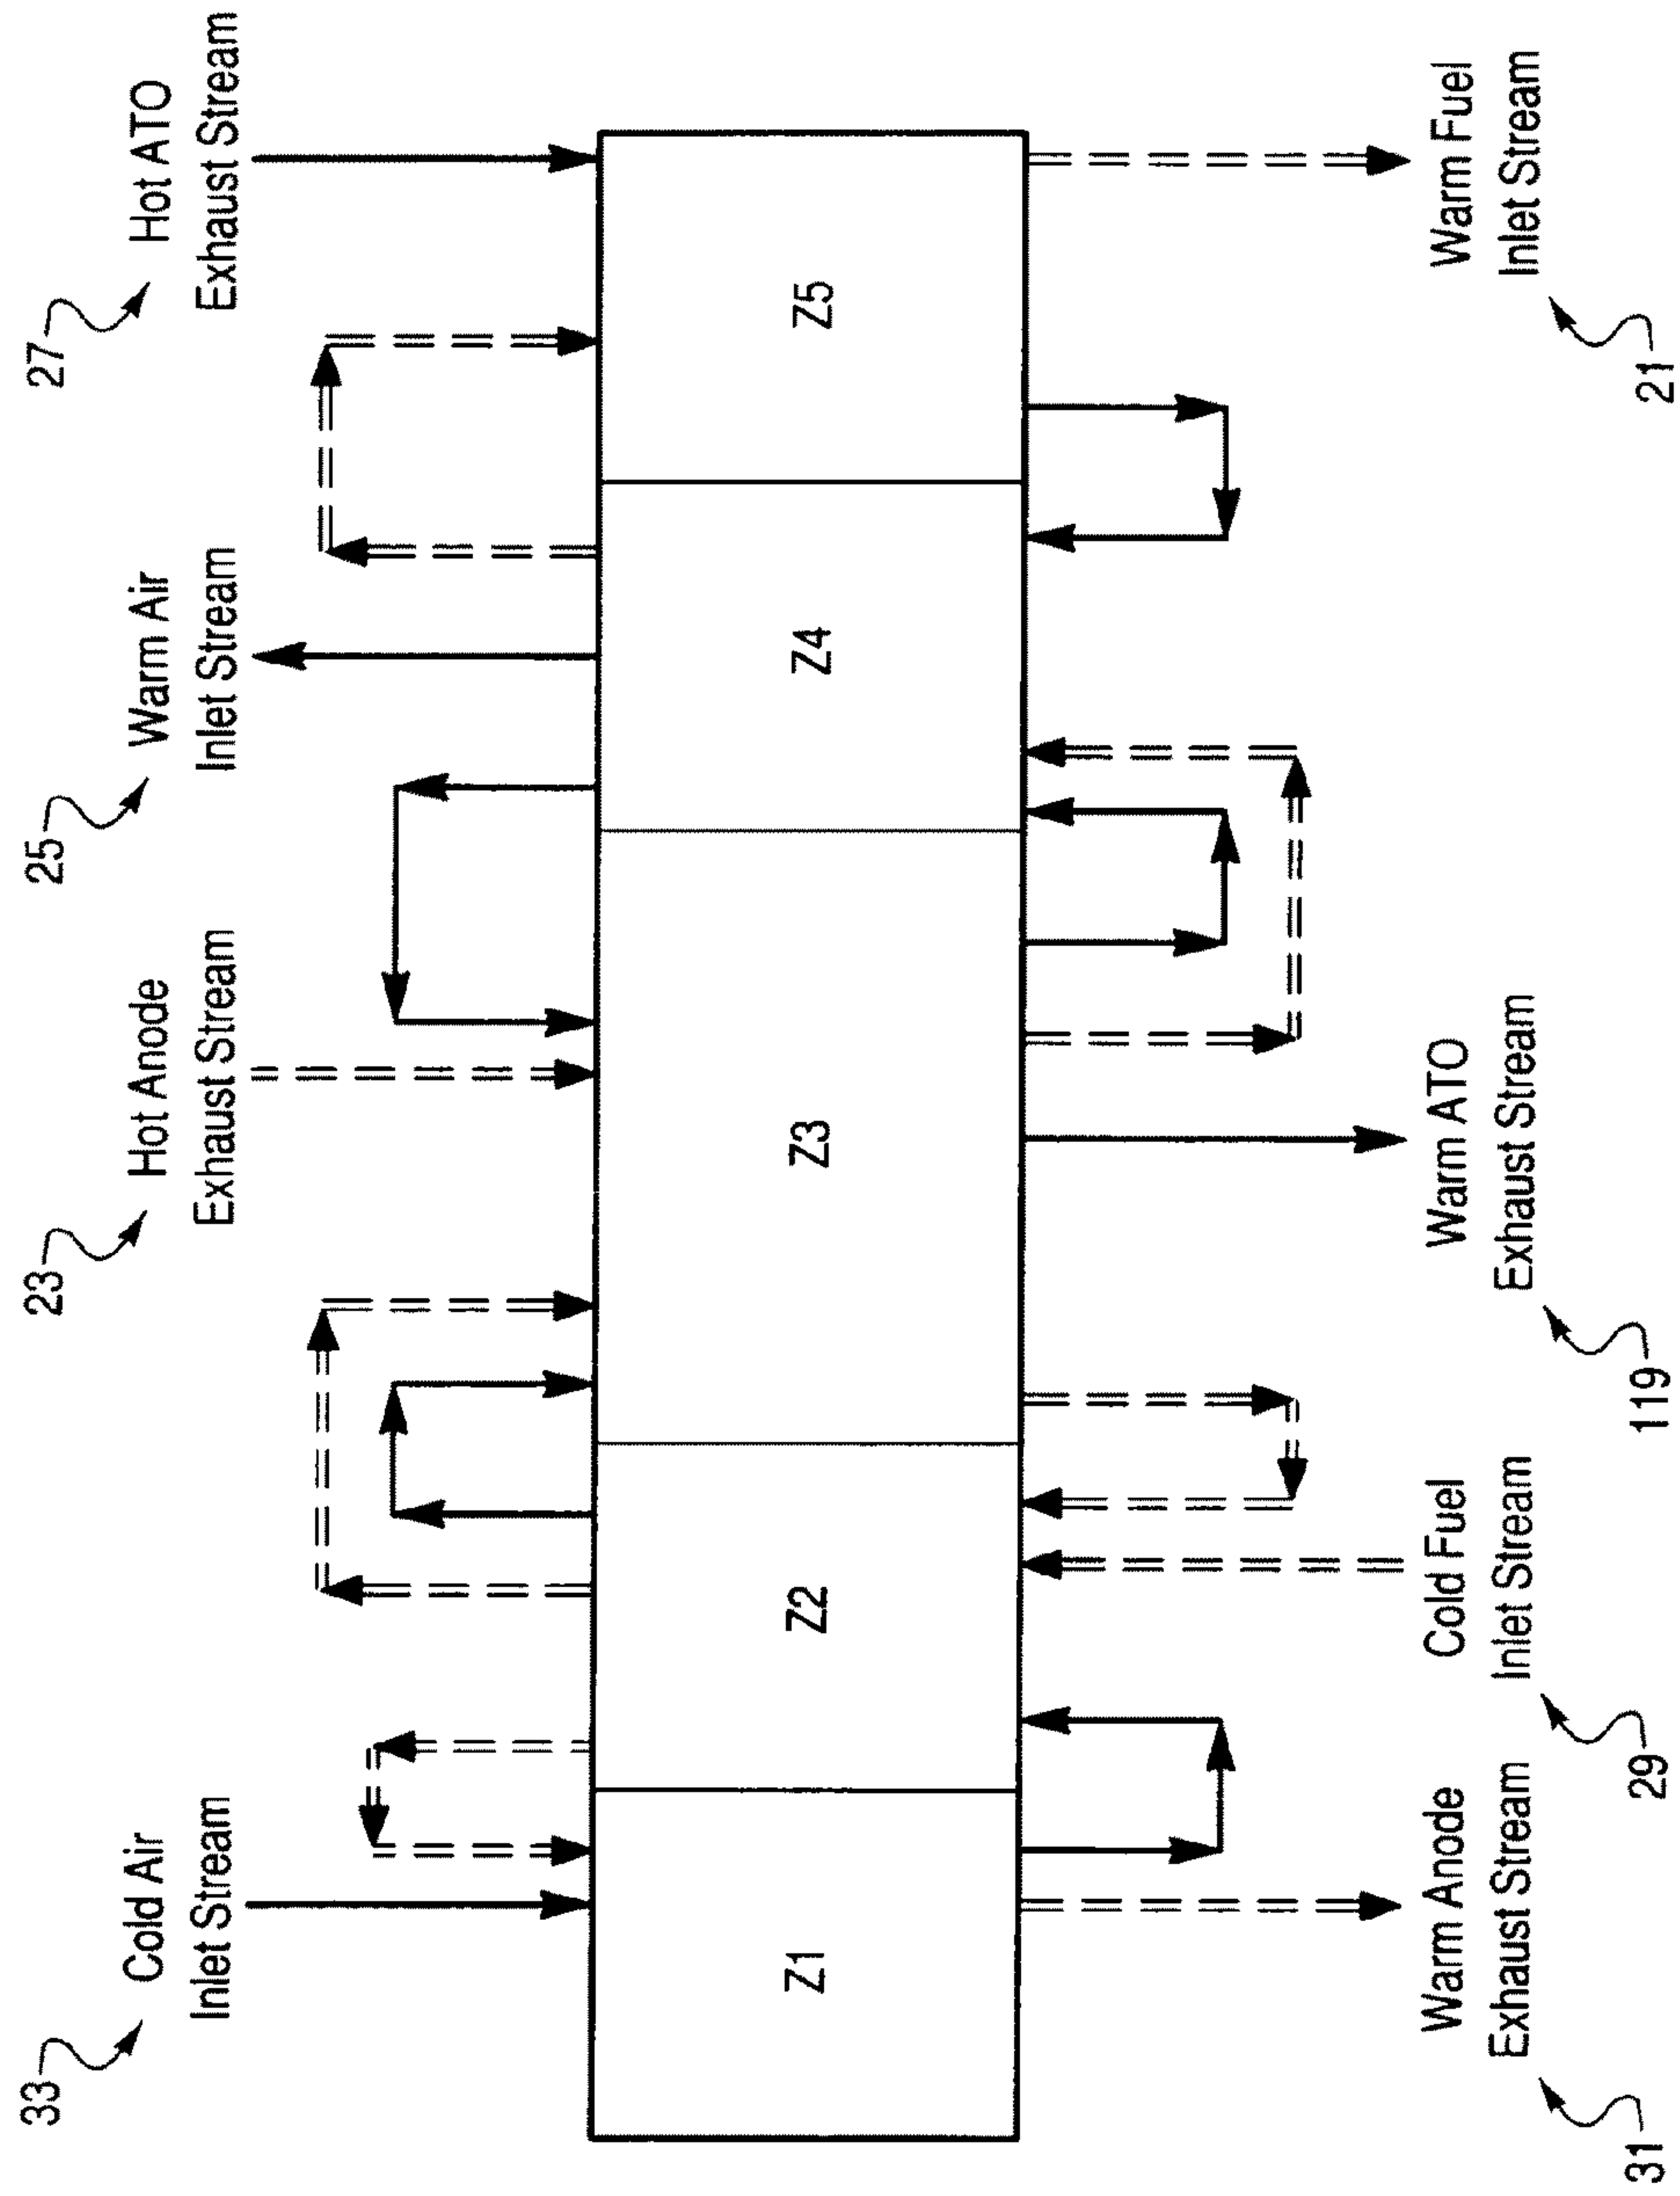 33
Cold Air
Inlet Stream
23
Hot Anode
Exhaust Stream
25
Warm Air
Inlet Stream
27
Hot ATO
Exhaust Stream
Z1
Z2
Z3
Z4
Z5
Warm Anode
Exhaust Stream
31
Cold Fuel
Inlet Stream
29
Warm ATO
Exhaust Stream
119
Warm Fuel
Inlet Stream
21